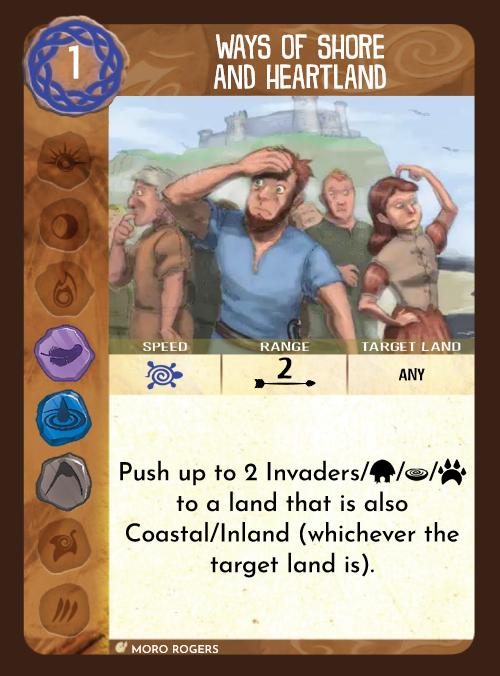 1
WAYS OF SHORE
AND HEARTLAND
SPEED RANGE TARGET LAND
2 ANY
Push up to 2 Invaders/ / /
to a land that is also
Coastal/Inland (whichever the
target land is).
MORO ROGERS